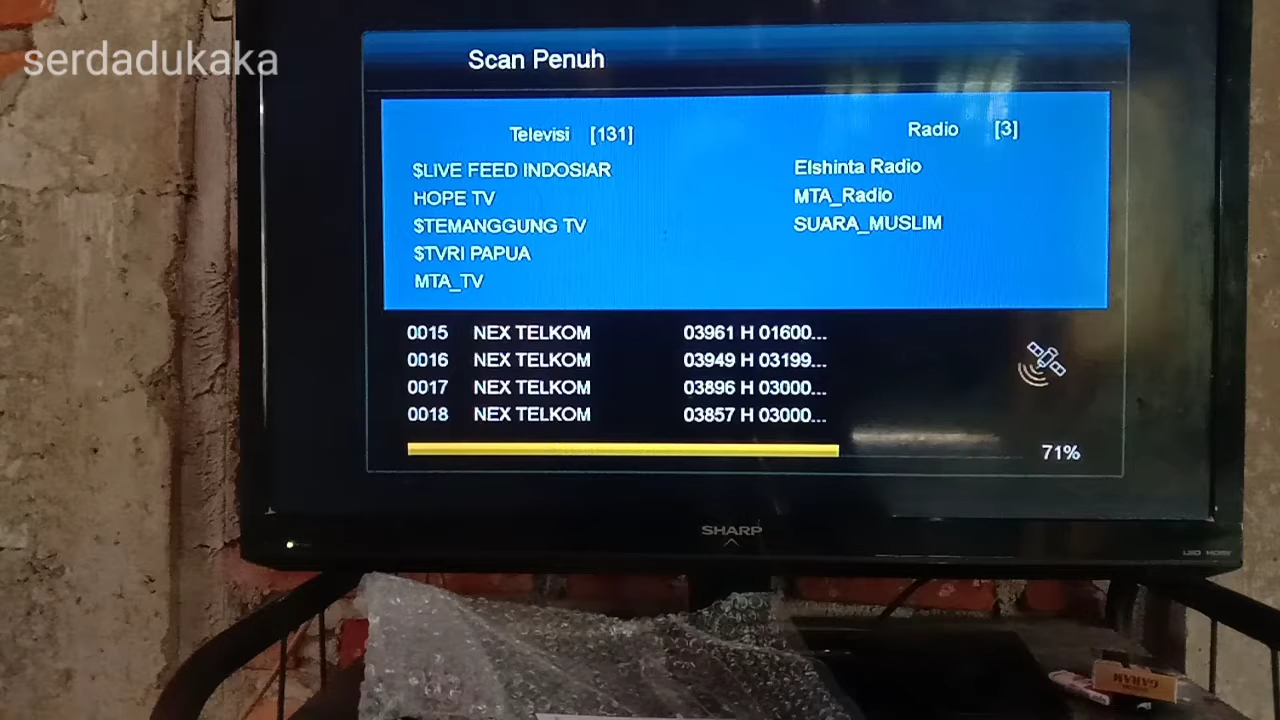 serdadukaka
Scan Penuh
Televisi [131]
Radio [3]
$LIVE FEED INDOSIAR
Elshinta Radio
HOPE TV
MTA_Radio
$TEMANGGUNG TV
SUARA_MUSLIM
$TVRI PAPUA
MTA_TV
0015 NEX TELKOM 03961 H 01600...
0016 NEX TELKOM 03949 H 03199...
0017 NEX TELKOM 03896 H 03000...
0018 NEX TELKOM 03857 H 03000...
71%
SHARP
LED HDMI
GARAM